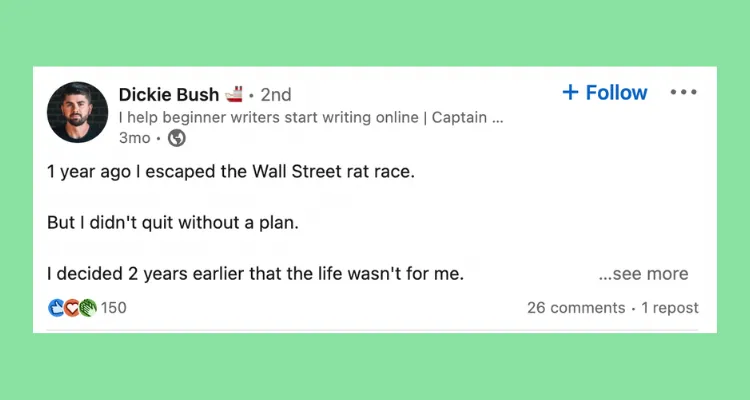 Dickie Bush 🚢 · 2nd
+ Follow
I help beginner writers start writing online | Captain ...
3mo ·
1 year ago I escaped the Wall Street rat race.
But I didn't quit without a plan.
I decided 2 years earlier that the life wasn't for me.
...see more
150
26 comments · 1 repost